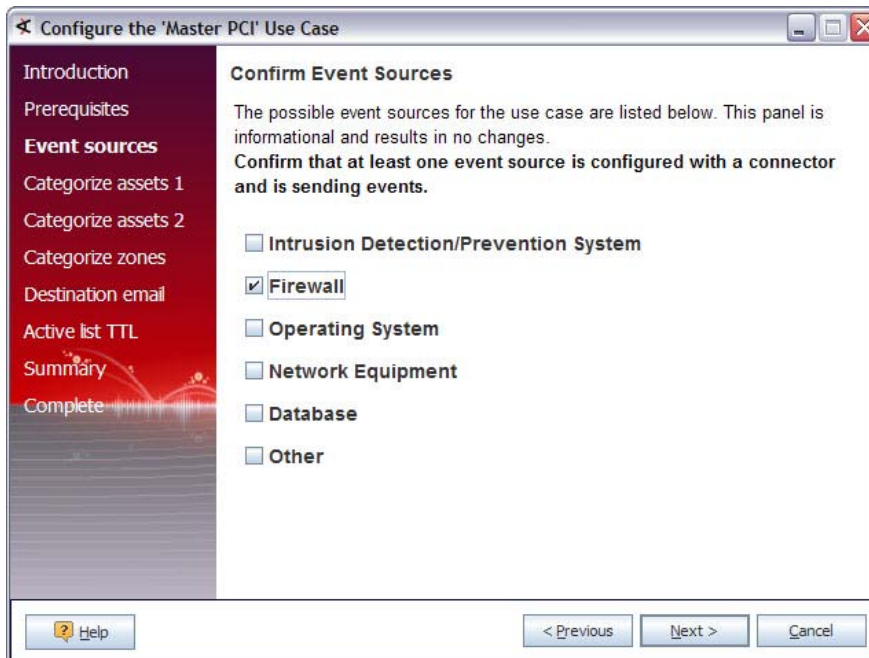 Configure the 'Master PCI' Use Case
Introduction
Prerequisites
Event sources
Categorize assets 1
Categorize assets 2
Categorize zones
Destination email
Active list TTL
Summary
Complete
Confirm Event Sources
The possible event sources for the use case are listed below. This panel is
informational and results in no changes.
Confirm that at least one event source is configured with a connector
and is sending events.
Intrusion Detection/Prevention System
Firewall
Operating System
Network Equipment
Database
Other
Help
< Previous
Next >
Cancel